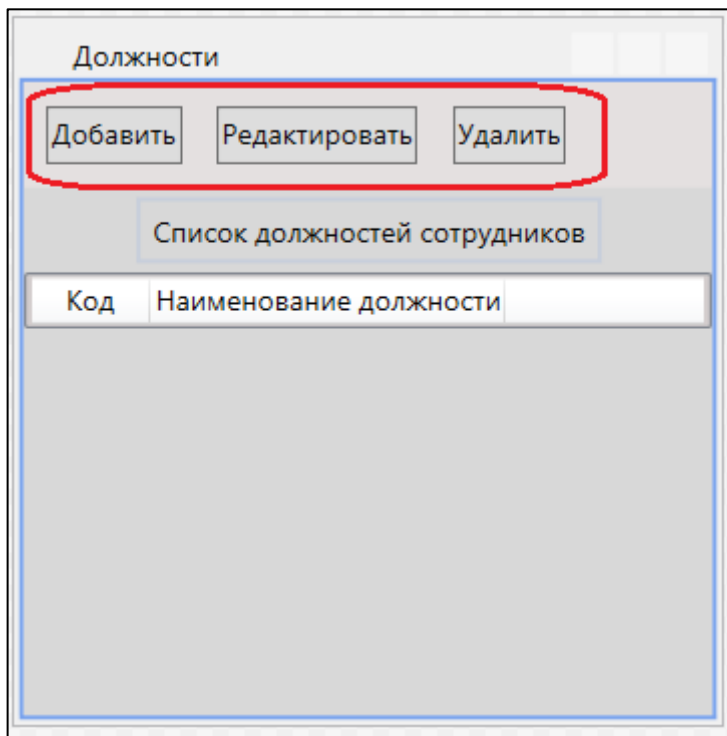 Должности
Добавить Редактировать Удалить
Список должностей сотрудников
Код Наименование должности